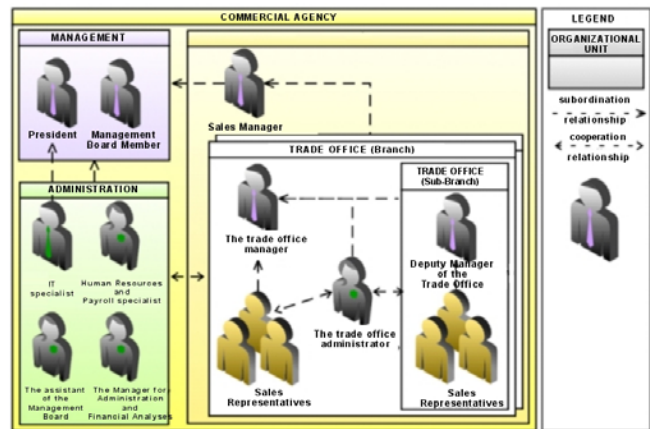 COMMERCIAL AGENCY
MANAGEMENT
President
Management
Board Member
Sales Manager
ADMINISTRATION
IT
specialist
Human Resources
and
Payroll specialist
The assistant
of the
Management
Board
The Manager for
Administration
and
Financial Analyses
TRADE OFFICE (Branch)
The trade office
manager
Sales
Representatives
The trade office
administrator
TRADE OFFICE
(Sub-Branch)
Deputy Manager
of the
Trade Office
Sales
Representatives
LEGEND
ORGANIZATIONAL
UNIT
subordination
relationship
cooperation
relationship